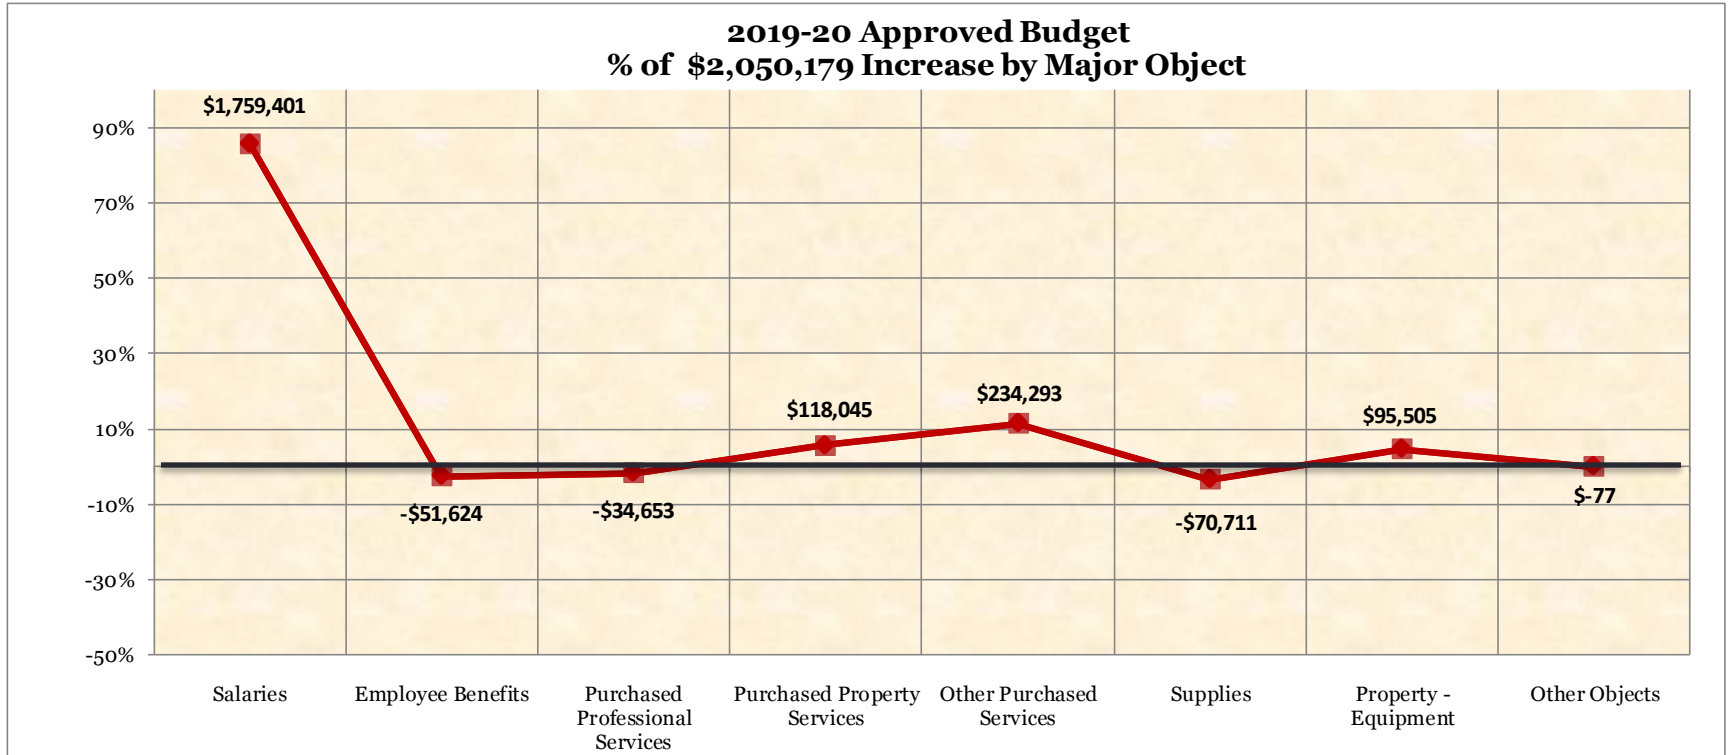 2019-20 Approved Budget
% of $2,050,179 Increase by Major Object
$1,759,401
90%
70%
50%
30%
10%
-10%
-30%
-50%
-$51,624
-$34,653
$118,045
$234,293
-$70,711
$95,505
$-77
Salaries
Employee Benefits
Purchased
Professional
Services
Purchased Property
Services
Other Purchased
Services
Supplies
Property -
Equipment
Other Objects